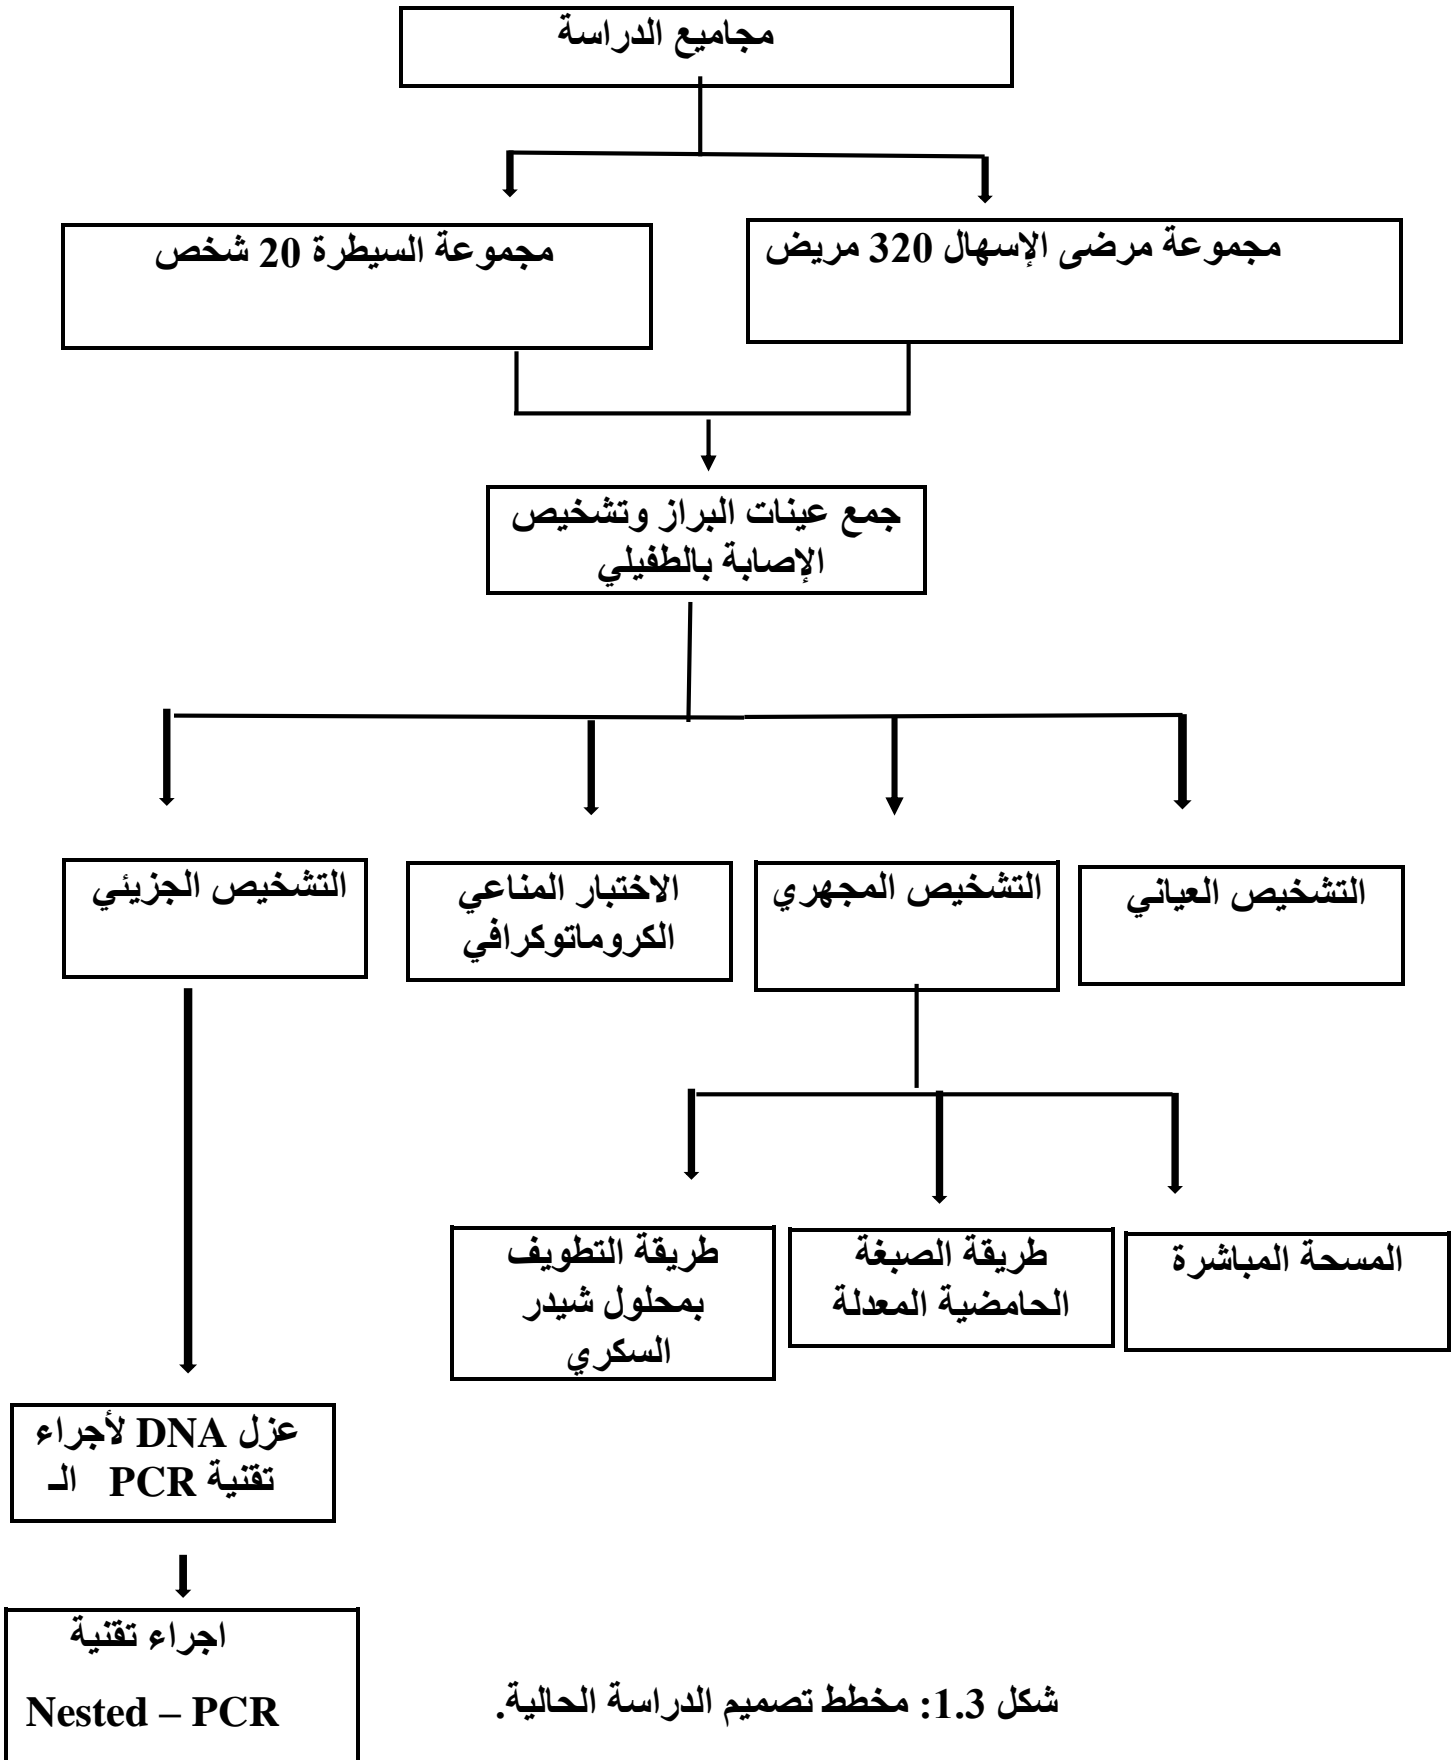 مجاميع الدراسة
مجموعة مرضى الإسهال 320 مريض
مجموعة السيطرة 20 شخص
جمع عينات البراز وتشخيص
الإصابة بالطفيلي
التشخيص العياني
التشخيص المجهري
الاختبار المناعي
الكروماتوكرافي
التشخيص الجزيئي
المسحة المباشرة
طريقة الصبغة
الحامضية المعدلة
طريقة التطويف
بمحلول شيدر
السكري
عزل DNA لأجراء
تقنية PCR الـ
اجراء تقنية
Nested – PCR
شكل 1.3: مخطط تصميم الدراسة الحالية.